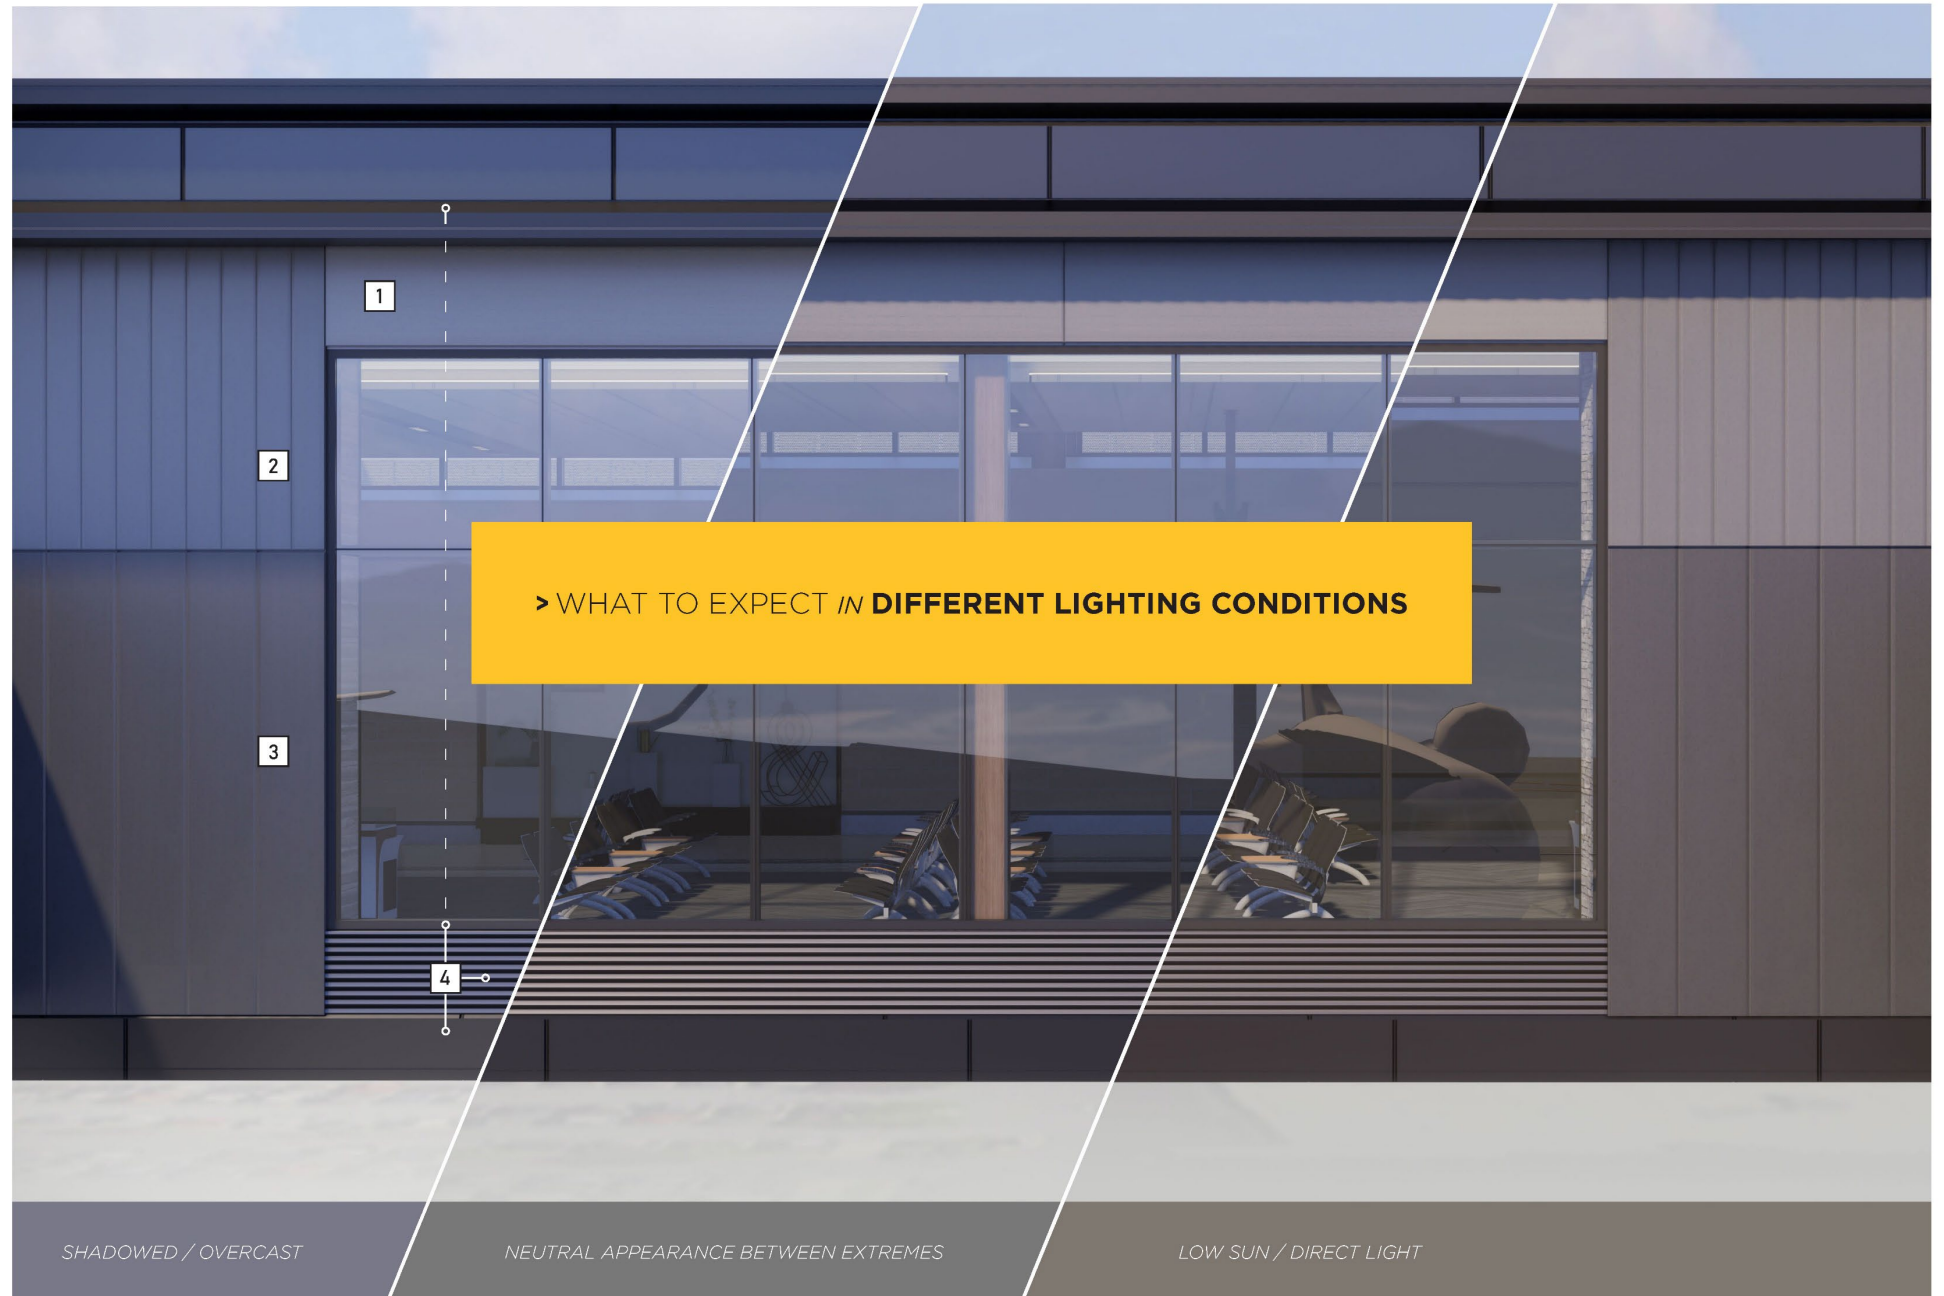 1
2
> WHAT TO EXPECT IN DIFFERENT LIGHTING CONDITIONS
3
4
SHADOWED / OVERCAST
NEUTRAL APPEARANCE BETWEEN EXTREMES
LOW SUN / DIRECT LIGHT